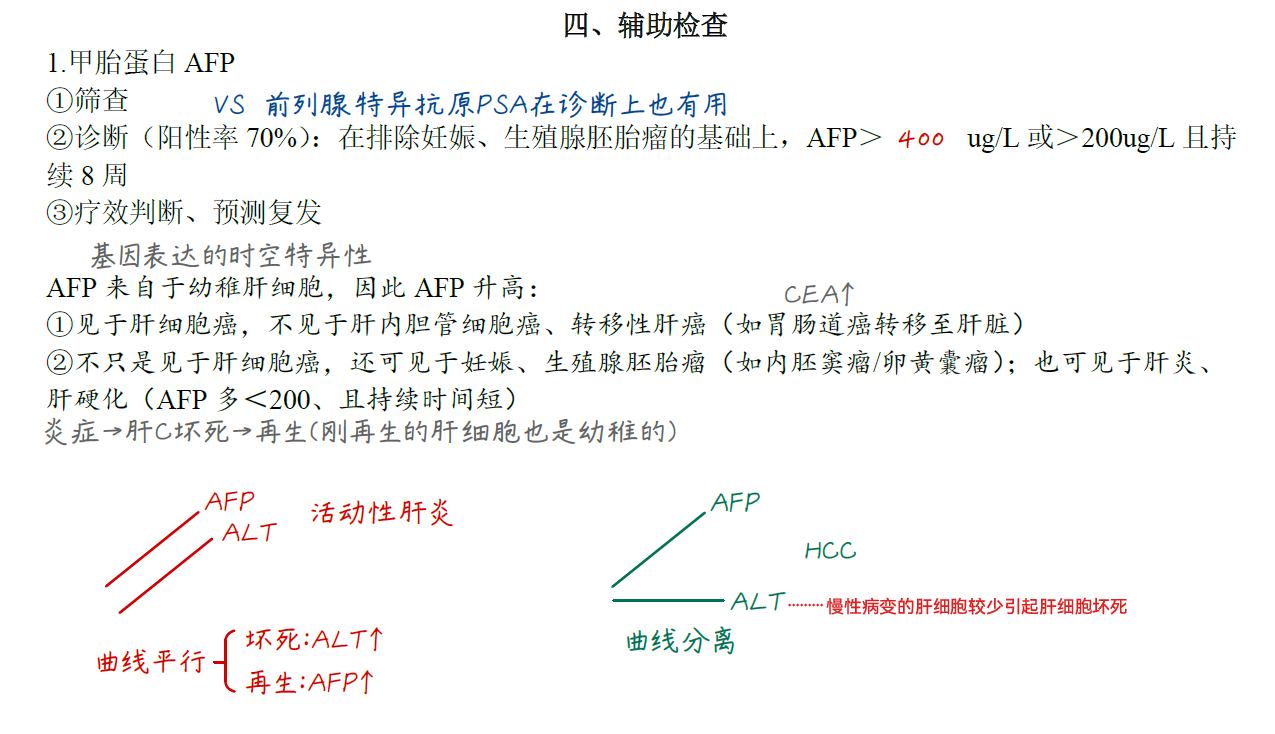 四、辅助检查
1.甲胎蛋白 AFP
①筛查
VS 前列腺特异抗原PSA在诊断上也有用
②诊断（阳性率 70%）：在排除妊娠、生殖腺胚胎瘤的基础上，AFP＞ 400 ug/L 或＞200ug/L 且持
续 8 周
③疗效判断、预测复发
基因表达的时空特异性
AFP 来自于幼稚肝细胞，因此 AFP 升高：
CEA↑
①见于肝细胞癌，不见于肝内胆管细胞癌、转移性肝癌（如胃肠道癌转移至肝脏）
②不只是见于肝细胞癌，还可见于妊娠、生殖腺胚胎瘤（如内胚窦瘤/卵黄囊瘤）；也可见于肝炎、
肝硬化（AFP 多＜200、且持续时间短）
炎症→肝C坏死→再生(刚再生的肝细胞也是幼稚的)
AFP
ALT
活动性肝炎
曲线平行
坏死:ALT↑
再生:AFP↑
AFP
HCC
ALT
慢性病变的肝细胞较少引起肝细胞坏死
曲线分离